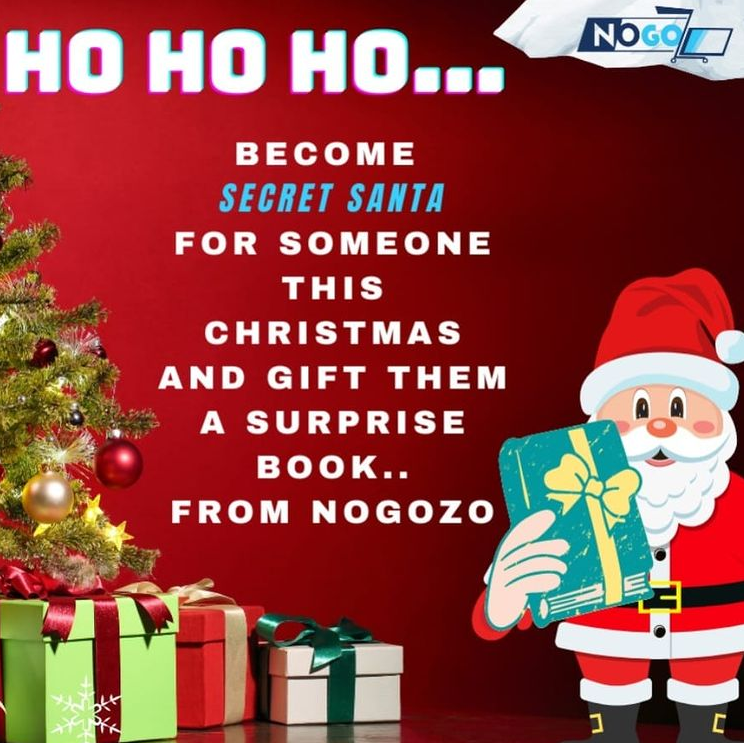 HO HO HO...
NOGO
BECOME
SECRET SANTA
FOR SOMEONE
THIS
CHRISTMAS
AND GIFT THEM
A SURPRISE
BOOK..
FROM NOGOZO